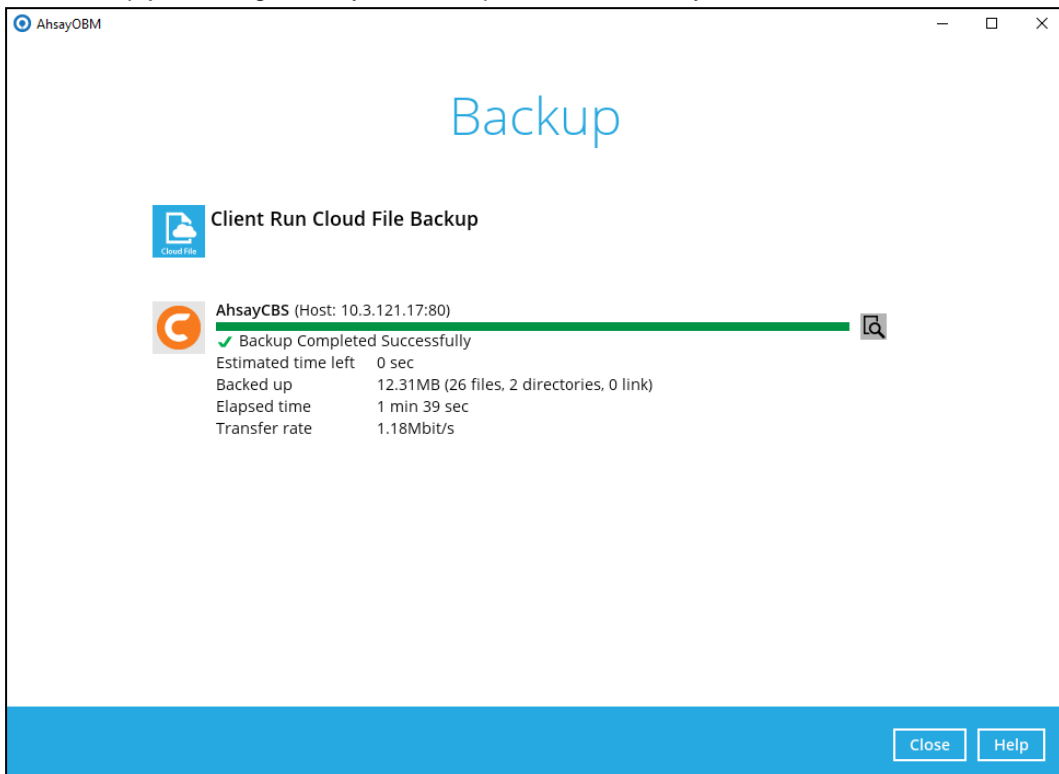 AhsayOBM
Backup
Client Run Cloud File Backup
Cloud File
AhsayCBS (Host: 10.3.121.17:80)
Backup Completed Successfully
Estimated time left 0 sec
Backed up 12.31MB (26 files, 2 directories, 0 link)
Elapsed time 1 min 39 sec
Transfer rate 1.18Mbit/s
Close Help